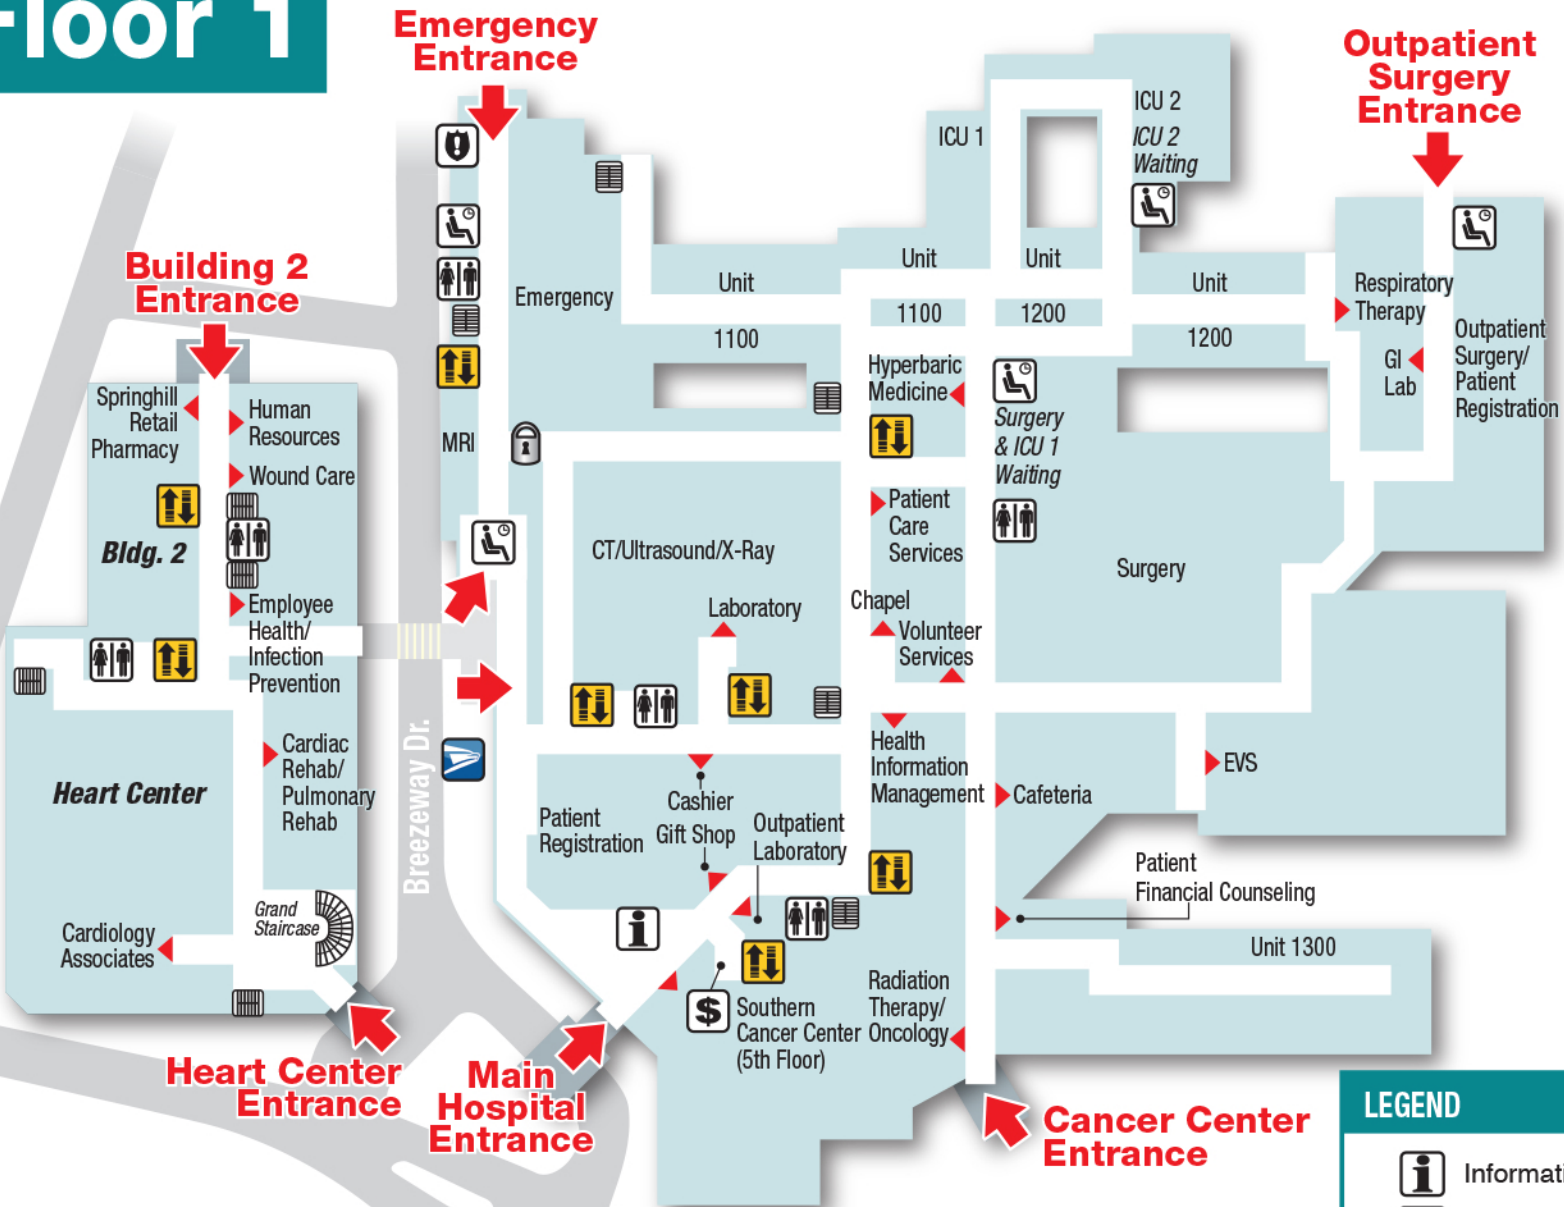 Floor 1
Emergency
Entrance
Outpatient
Surgery
Entrance
Building 2
Entrance
ICU 1
ICU 2
ICU 2
Waiting
Unit
1100
Unit
1100
Unit
1200
Unit
1200
Emergency
MRI
Respiratory
Therapy
GI
Lab
Outpatient
Surgery/
Patient
Registration
Hyperbaric
Medicine
Surgery
& ICU 1
Waiting
Springhill
Retail
Pharmacy
Human
Resources
Wound Care
Bldg. 2
Employee
Health/
Infection
Prevention
CT/Ultrasound/X-Ray
Laboratory
Patient
Care
Services
Chapel
Volunteer
Services
Surgery
Heart Center
Cardiac
Rehab/
Pulmonary
Rehab
Grand
Staircase
Cardiology
Associates
Breezeway Dr.
Patient
Registration
Cashier
Gift Shop
Outpatient
Laboratory
Health
Information
Management
Cafeteria
EVS
Patient
Financial Counseling
Unit 1300
$
Southern
Cancer Center
(5th Floor)
Radiation
Therapy/
Oncology
Heart Center
Entrance
Main
Hospital
Entrance
Cancer Center
Entrance
LEGEND
i
Informati